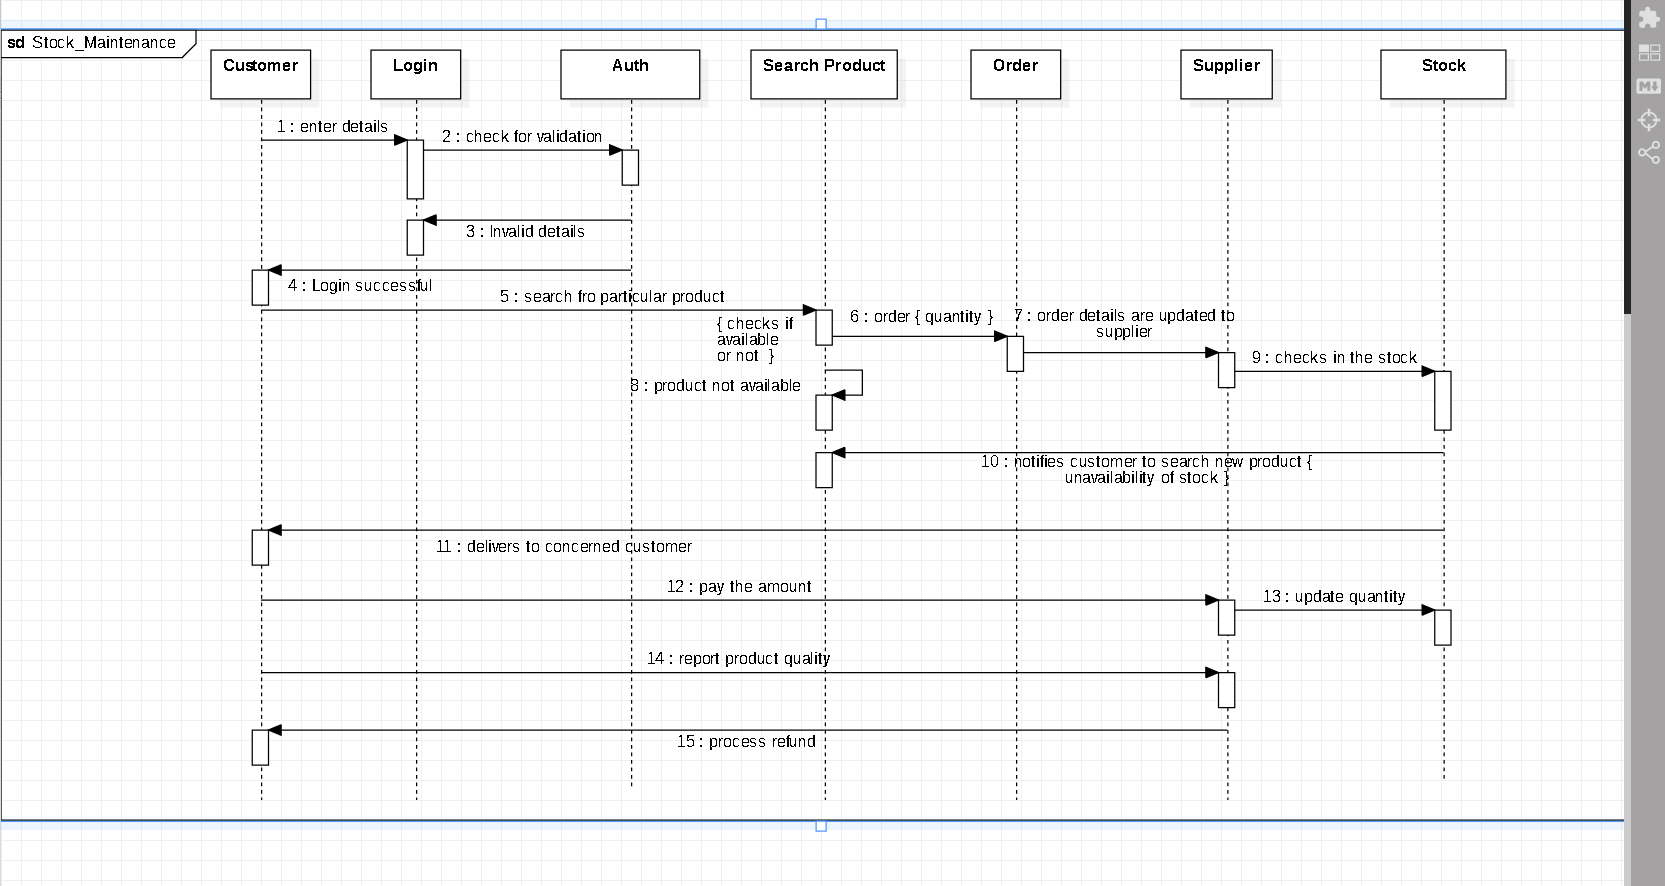 sd Stock_Maintenance
Customer
Login
Auth
Search Product
Order
Supplier
Stock
1 : enter details
2 : check for validation
3 : Invalid details
4 : Login successful
5 : search fro particular product
{ checks if
available
or not }
6 : order { quantity }
7 : order details are updated to
supplier
8 : product not available
9 : checks in the stock
10 : notifies customer to search new product {
unavailability of stock }
11 : delivers to concerned customer
12 : pay the amount
13 : update quantity
14 : report product quality
15 : process refund
M